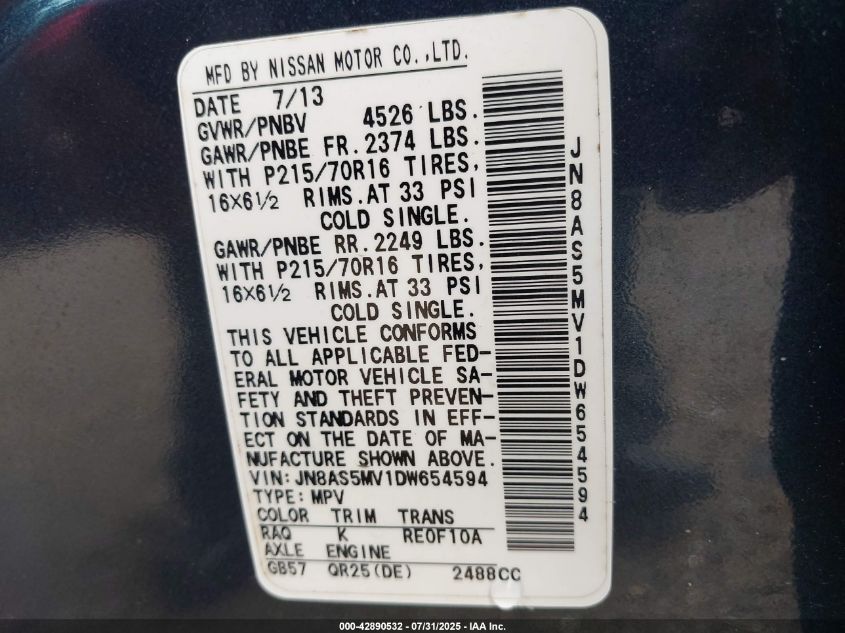 MFD BY NISSAN MOTOR CO.,LTD.
DATE 7/13
GVWR/PNBV 4526 LBS.
GAWR/PNBE FR.2374 LBS.
WITH P215/70R16 TIRES,
16X6½ RIMS.AT 33 PSI
COLD SINGLE.
GAWR/PNBE RR.2249 LBS.
WITH P215/70R16 TIRES,
16X6½ RIMS.AT 33 PSI
COLD SINGLE.
THIS VEHICLE CONFORMS
TO ALL APPLICABLE FED-
ERAL MOTOR VEHICLE SA-
FETY AND THEFT PREVEN-
TION STANDARDS IN EFF-
ECT ON THE DATE OF MA-
NUFACTURE SHOWN ABOVE.
VIN:JN8AS5MV1DW654594
TYPE:MPV
COLOR TRIM TRANS
RAQ K RE0F10A
AXLE ENGINE
GB57 QR25(DE) 2488CC
JN8AS5MV1DW654594
000-42890532 - 07/31/2025 - IAA Inc.